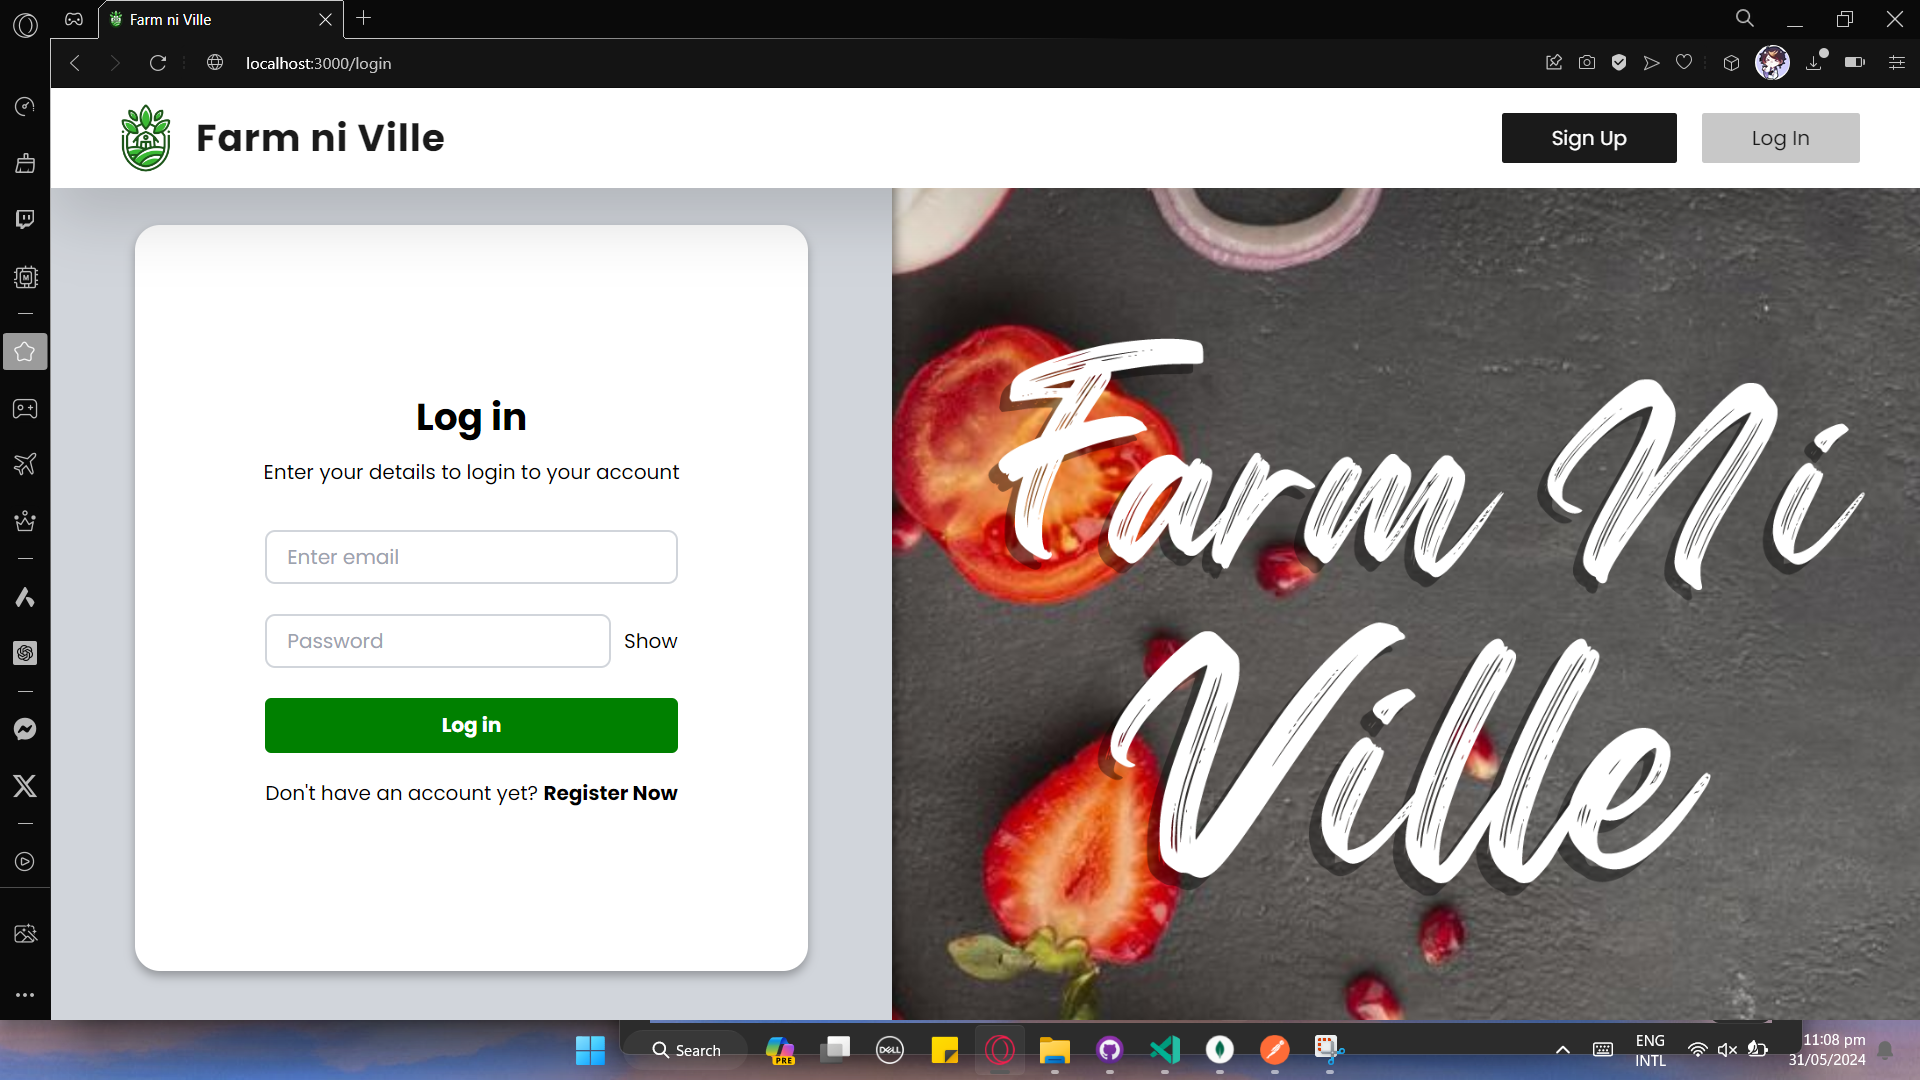 Farm ni Ville
localhost:3000/login
Farm ni Ville
Sign Up
Log In
Log in
Enter your details to login to your account
Enter email
Password
Show
Log in
Don't have an account yet? Register Now
Farm Ni
Ville
Search
PRE
DELL
ENG
INTL
11:08 pm
31/05/2024